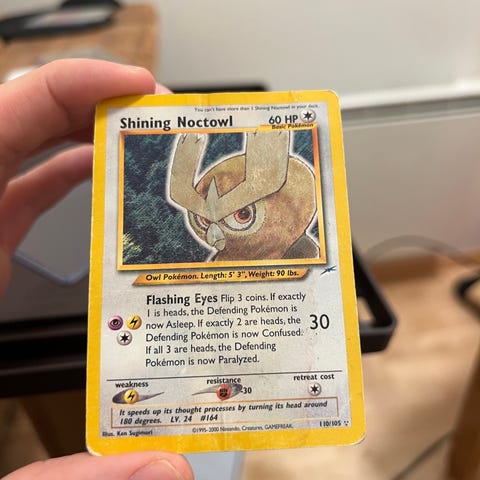 You can't have more than 1 Shining Noctowl in your deck.
Shining Noctowl 60 HP
Basic Pokémon
Owl Pokémon. Length: 5' 3", Weight: 90 lbs.
Flashing Eyes Flip 3 coins. If exactly
1 is heads, the Defending Pokémon is
now Asleep. If exactly 2 are heads, the
Defending Pokémon is now Confused. 30
If all 3 are heads, the Defending
Pokémon is now Paralyzed.
weakness resistance retreat cost
-30
It speeds up its thought processes by turning its head around
180 degrees. LV. 24 #164
Illus. Ken Sugimori ©1995-2000 Nintendo, Creatures, GAMEFREAK. 110/105